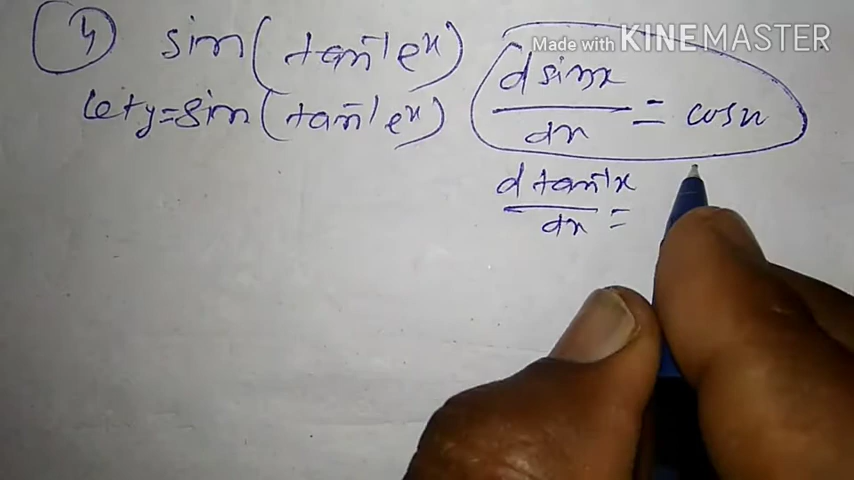 4) sin(tan⁻¹eˣ)
Let y = sin(tan⁻¹eˣ)
d sinx / dx = cosx
d tan⁻¹x / dx =
Made with KINEMASTER